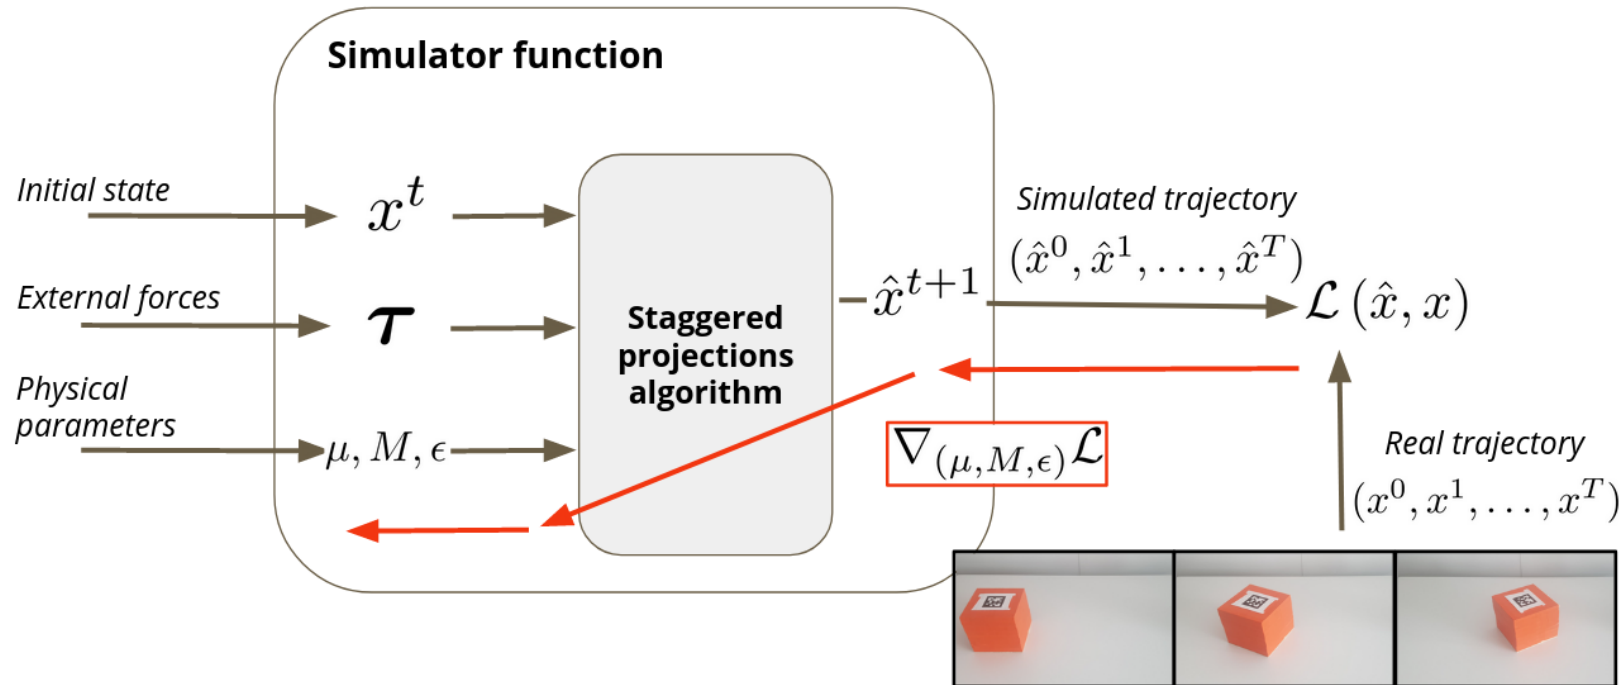 Simulator function
Initial state
x^t
External forces
τ
Physical
parameters
μ, M, ϵ
Staggered
projections
algorithm
x̂^{t+1}
Simulated trajectory
(x̂^0, x̂^1, . . . , x̂^T)
ℒ (x̂, x)
∇_{(μ,M,ϵ)}ℒ
Real trajectory
(x^0, x^1, . . . , x^T)